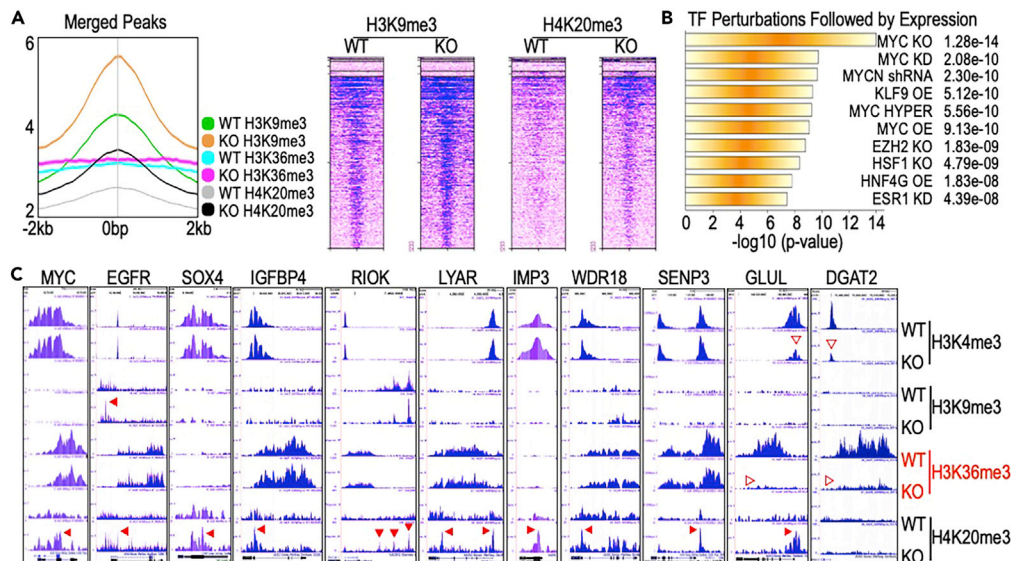 A
Merged Peaks
6
4
2
-2kb 0bp 2kb
WT H3K9me3
KO H3K9me3
WT H3K36me3
KO H3K36me3
WT H4K20me3
KO H4K20me3
H3K9me3 H4K20me3
WT KO WT KO
B TF Perturbations Followed by Expression
MYC KO 1.28e-14
MYC KD 2.08e-10
MYCN shRNA 2.30e-10
KLF9 OE 5.12e-10
MYC HYPER 5.56e-10
MYC OE 9.13e-10
EZH2 KO 1.83e-09
HSF1 KO 4.79e-09
HNF4G OE 1.83e-08
ESR1 KD 4.39e-08
0 2 4 6 8 10 12 14
-log10 (p-value)
C
MYC EGFR SOX4 IGFBP4 RIOK LYAR IMP3 WDR18 SENP3 GLUL DGAT2
WT
KO
H3K4me3
WT
KO
H3K9me3
WT
KO
H3K36me3
WT
KO
H4K20me3